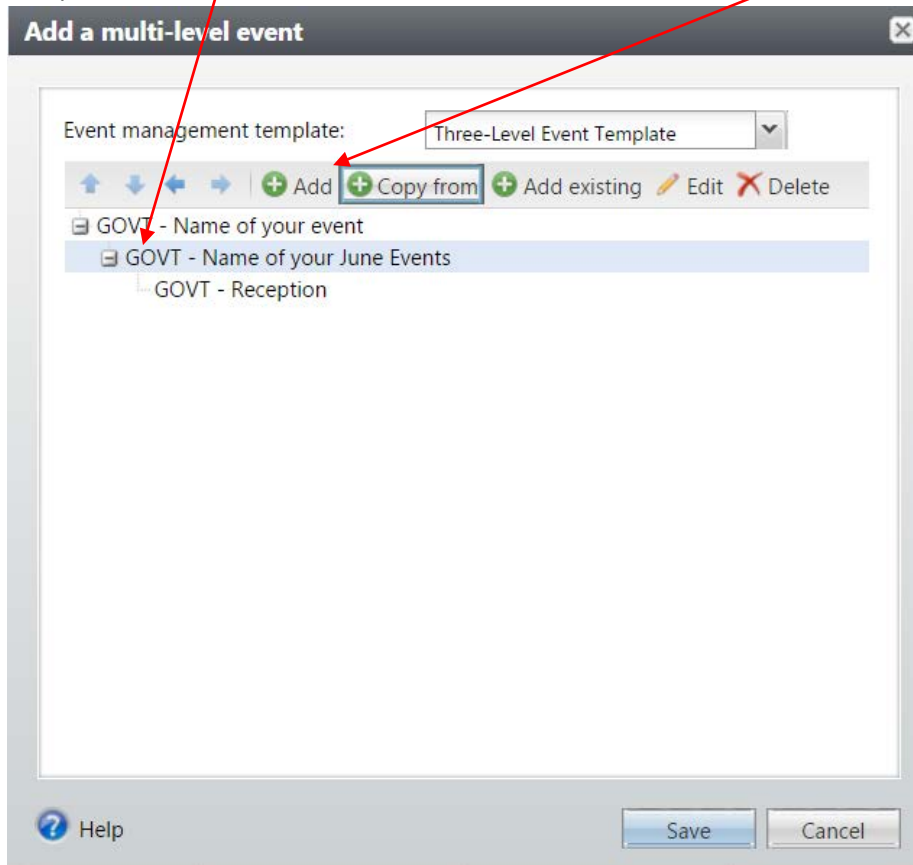 Add a multi-level event
Event management template: Three-Level Event Template
Add Copy from Add existing Edit Delete
GOVT - Name of your event
GOVT - Name of your June Events
GOVT - Reception
Help Save Cancel